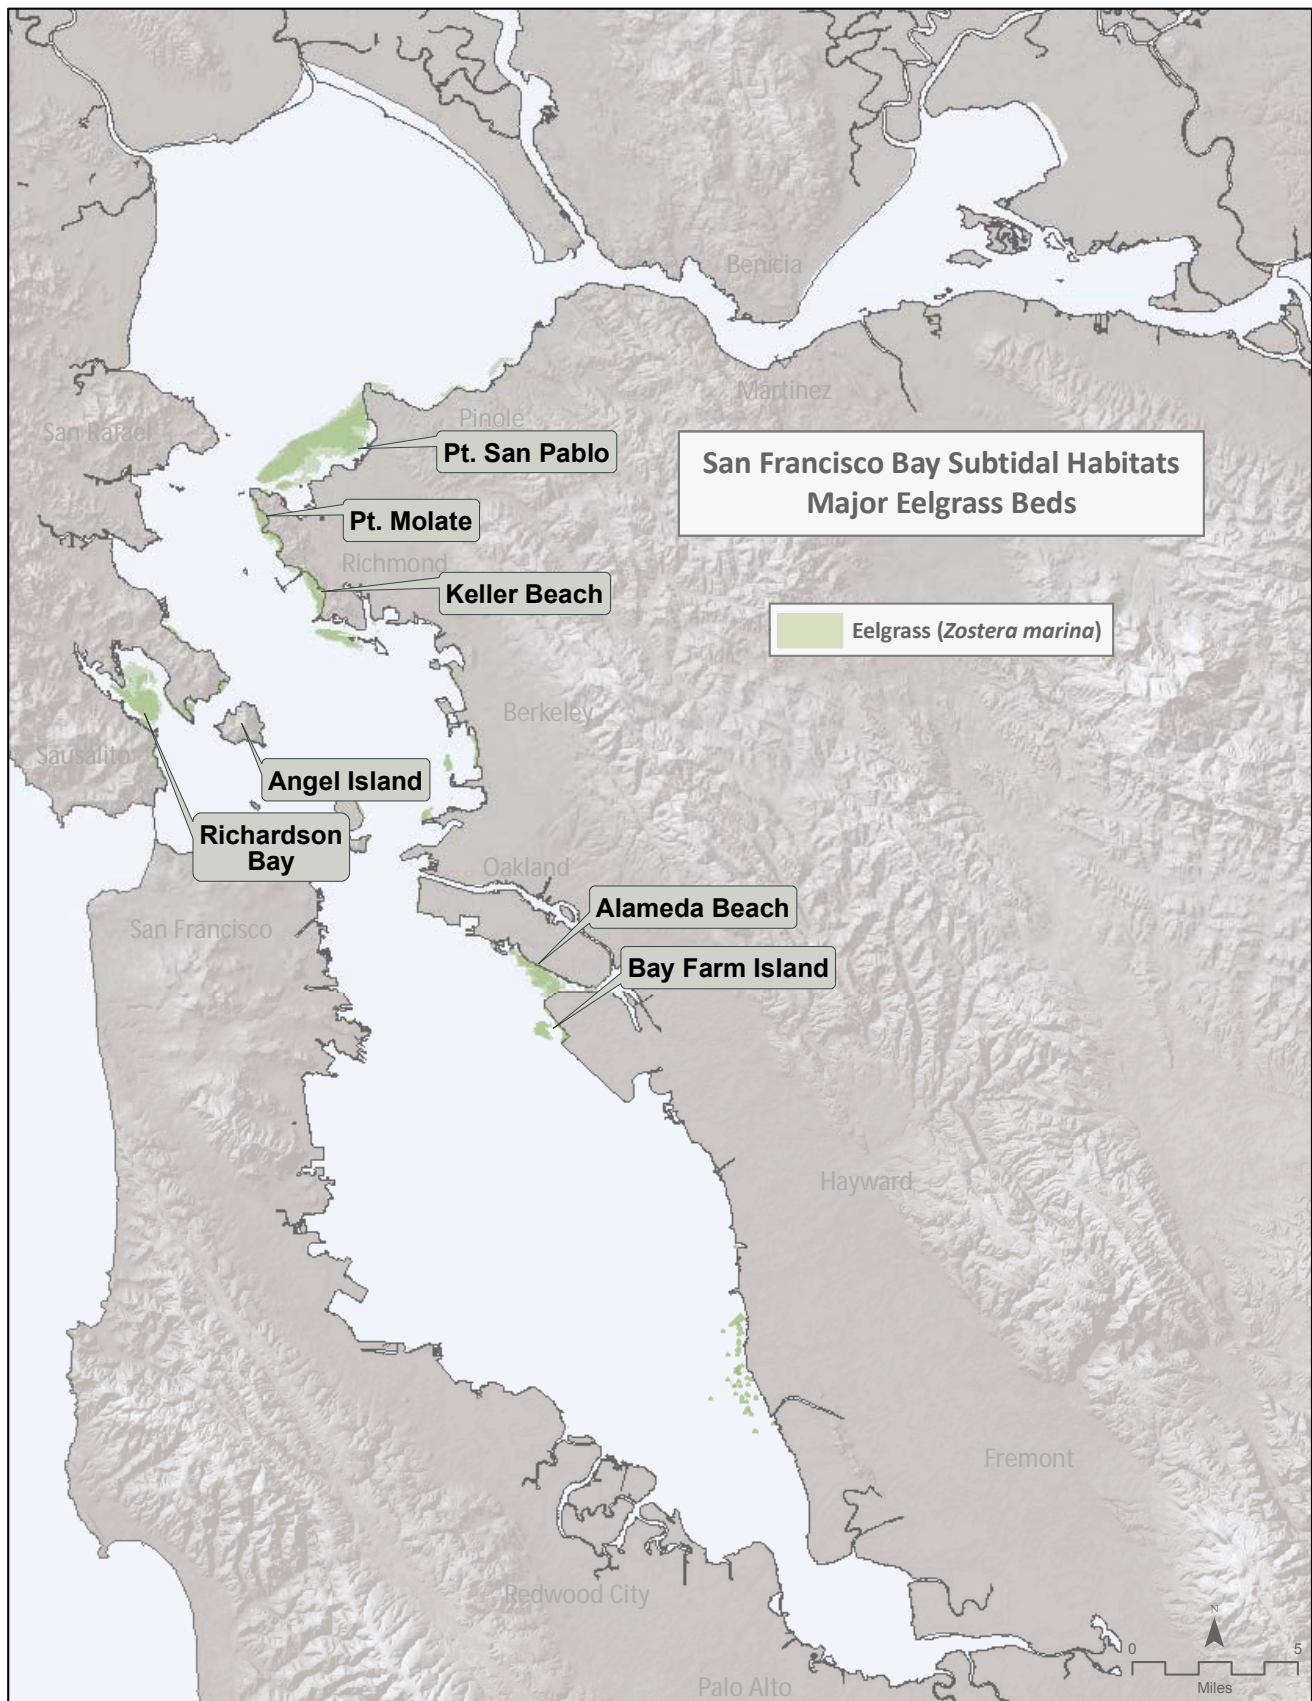 Benicia
Martinez
San Rafael
Pinole
Pt. San Pablo
San Francisco Bay Subtidal Habitats
Major Eelgrass Beds
Pt. Molate
Richmond
Keller Beach
Eelgrass (Zostera marina)
Berkeley
Sausalito
Angel Island
Richardson
Bay
Oakland
Alameda Beach
San Francisco
Bay Farm Island
Hayward
Fremont
Redwood City
N
0
5
Miles
Palo Alto